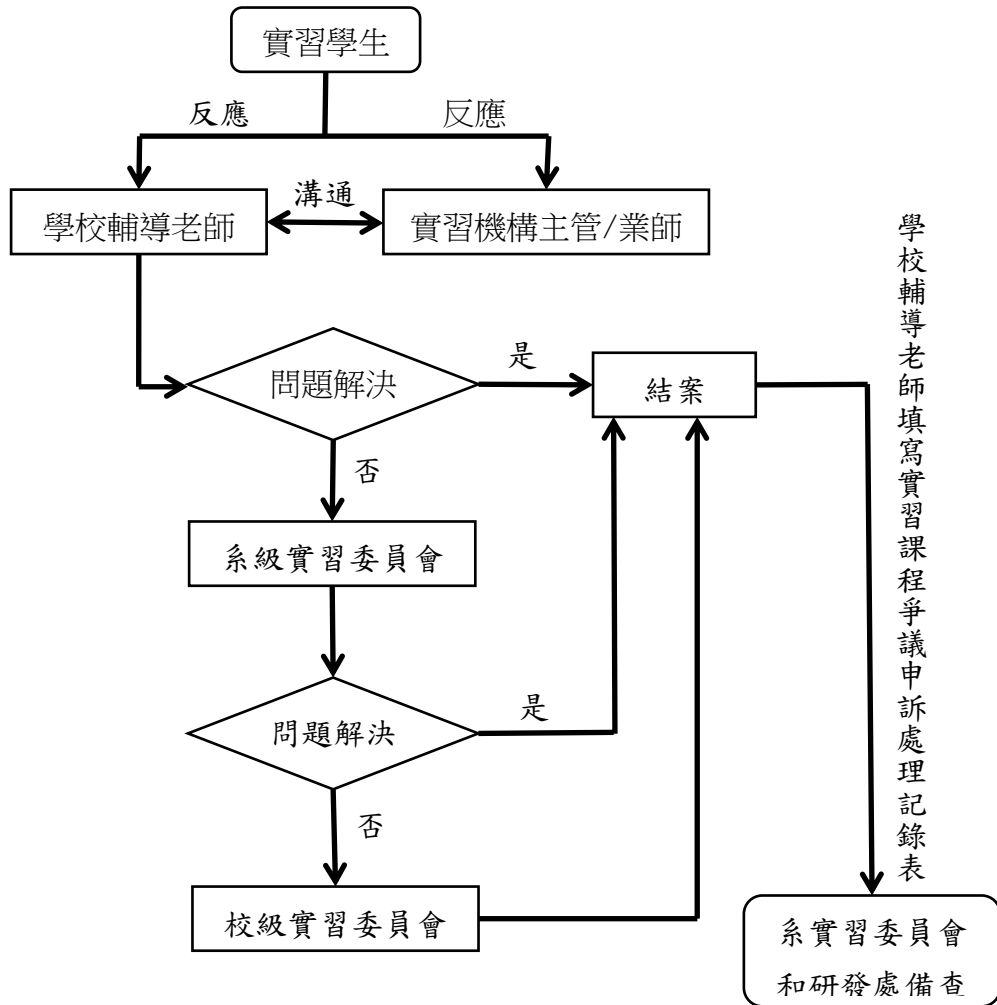 實習學生
反應
反應
學校輔導老師
溝通
實習機構主管/業師
問題解決
是
結案
否
系級實習委員會
問題解決
是
否
校級實習委員會
學校輔導老師填寫實習課程爭議申訴處理記錄表
系實習委員會
和研發處備查